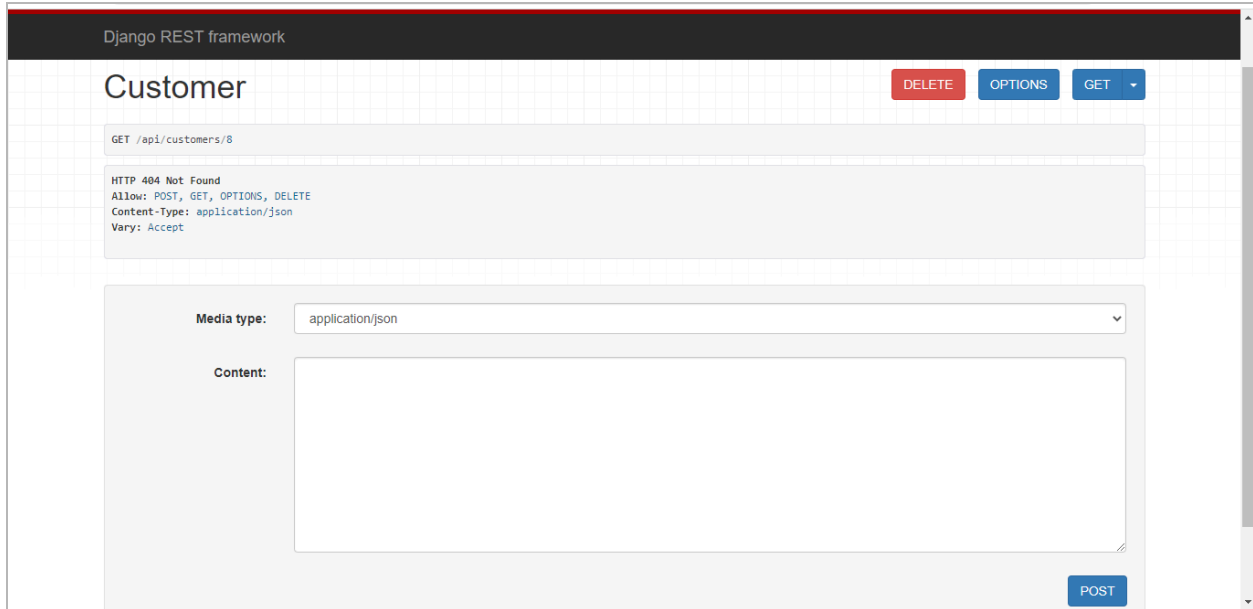 Django REST framework
Customer
DELETE OPTIONS GET
GET /api/customers/8
HTTP 404 Not Found
Allow: POST, GET, OPTIONS, DELETE
Content-Type: application/json
Vary: Accept
Media type: application/json
Content:
POST